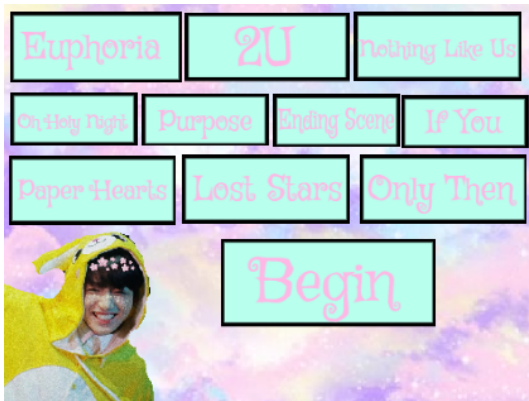 Euphoria
2U
Nothing Like Us
Oh Holy Night
Purpose
Ending Scene
If You
Paper Hearts
Lost Stars
Only Then
Begin